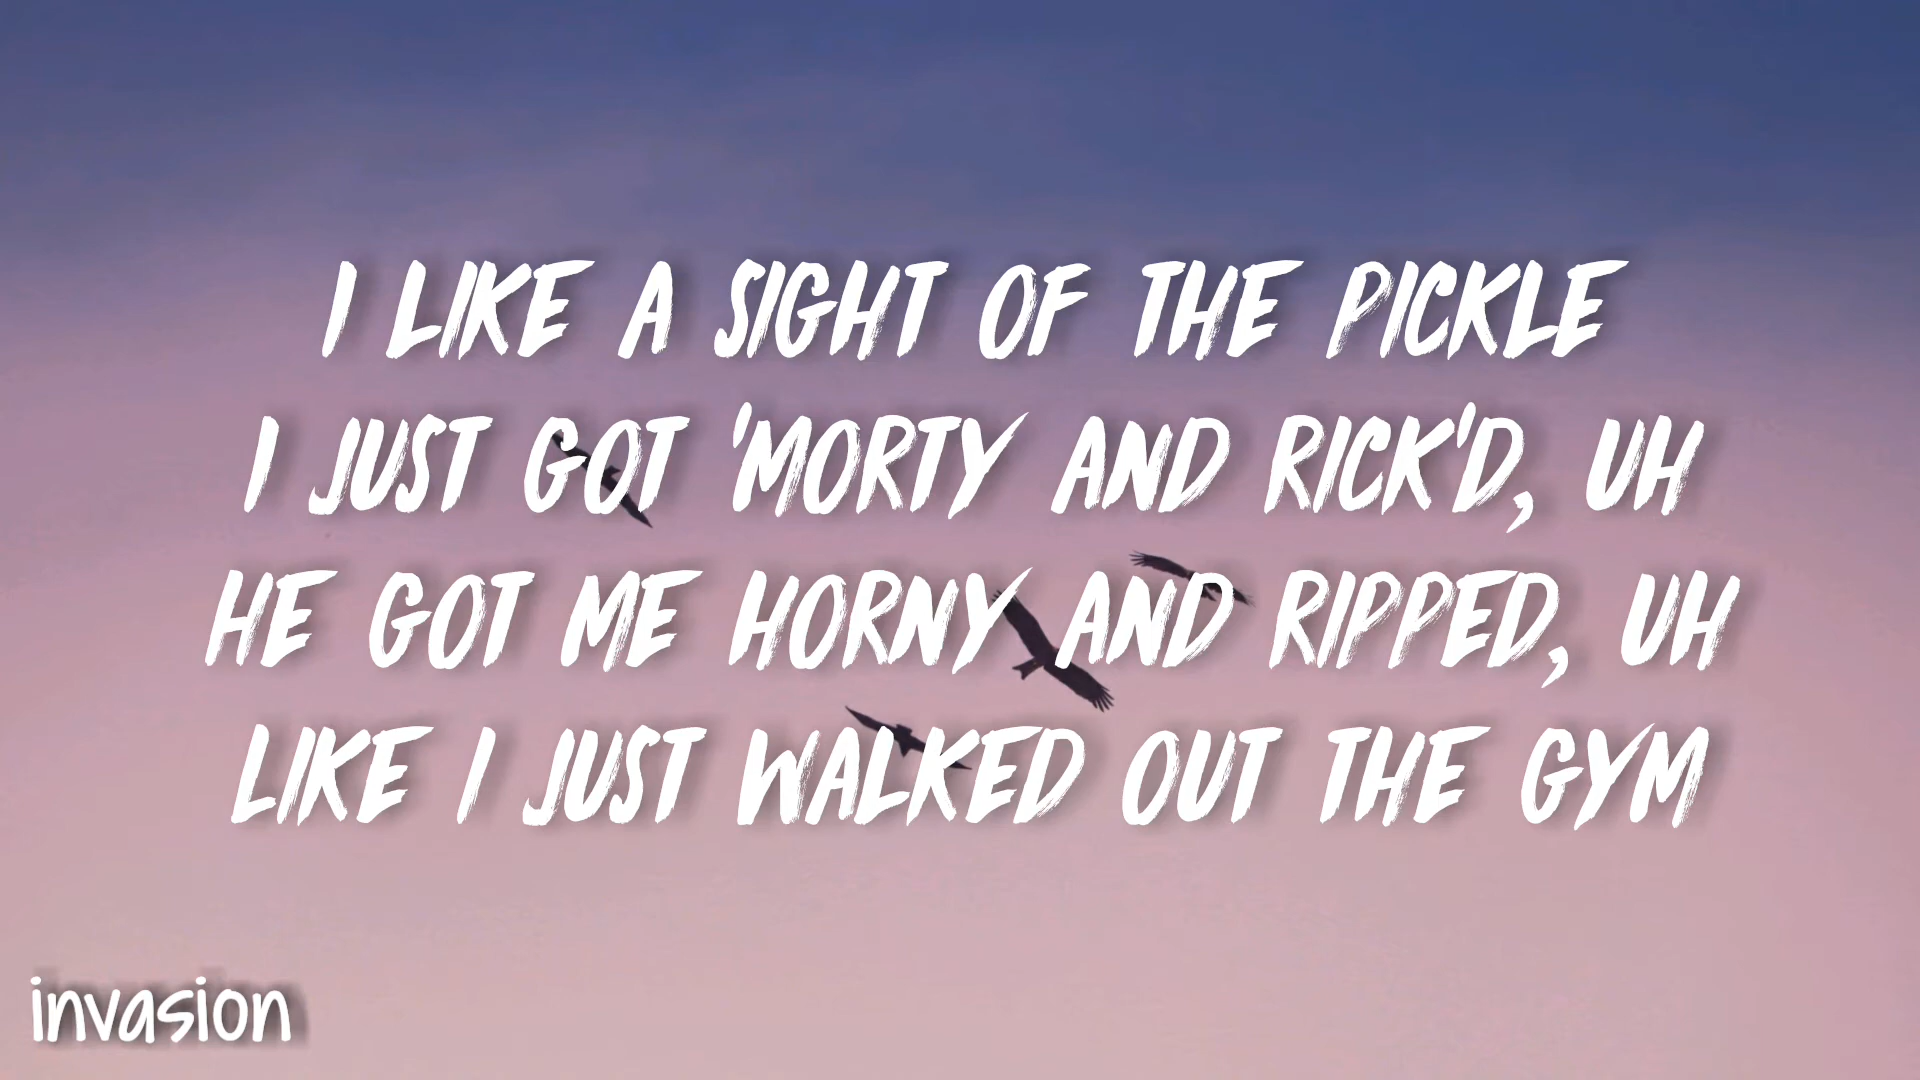 I LIKE A SIGHT OF THE PICKLE
I JUST GOT 'MORTY AND RICK'D, UH
HE GOT ME HORNY AND RIPPED, UH
LIKE I JUST WALKED OUT THE GYM
invasion